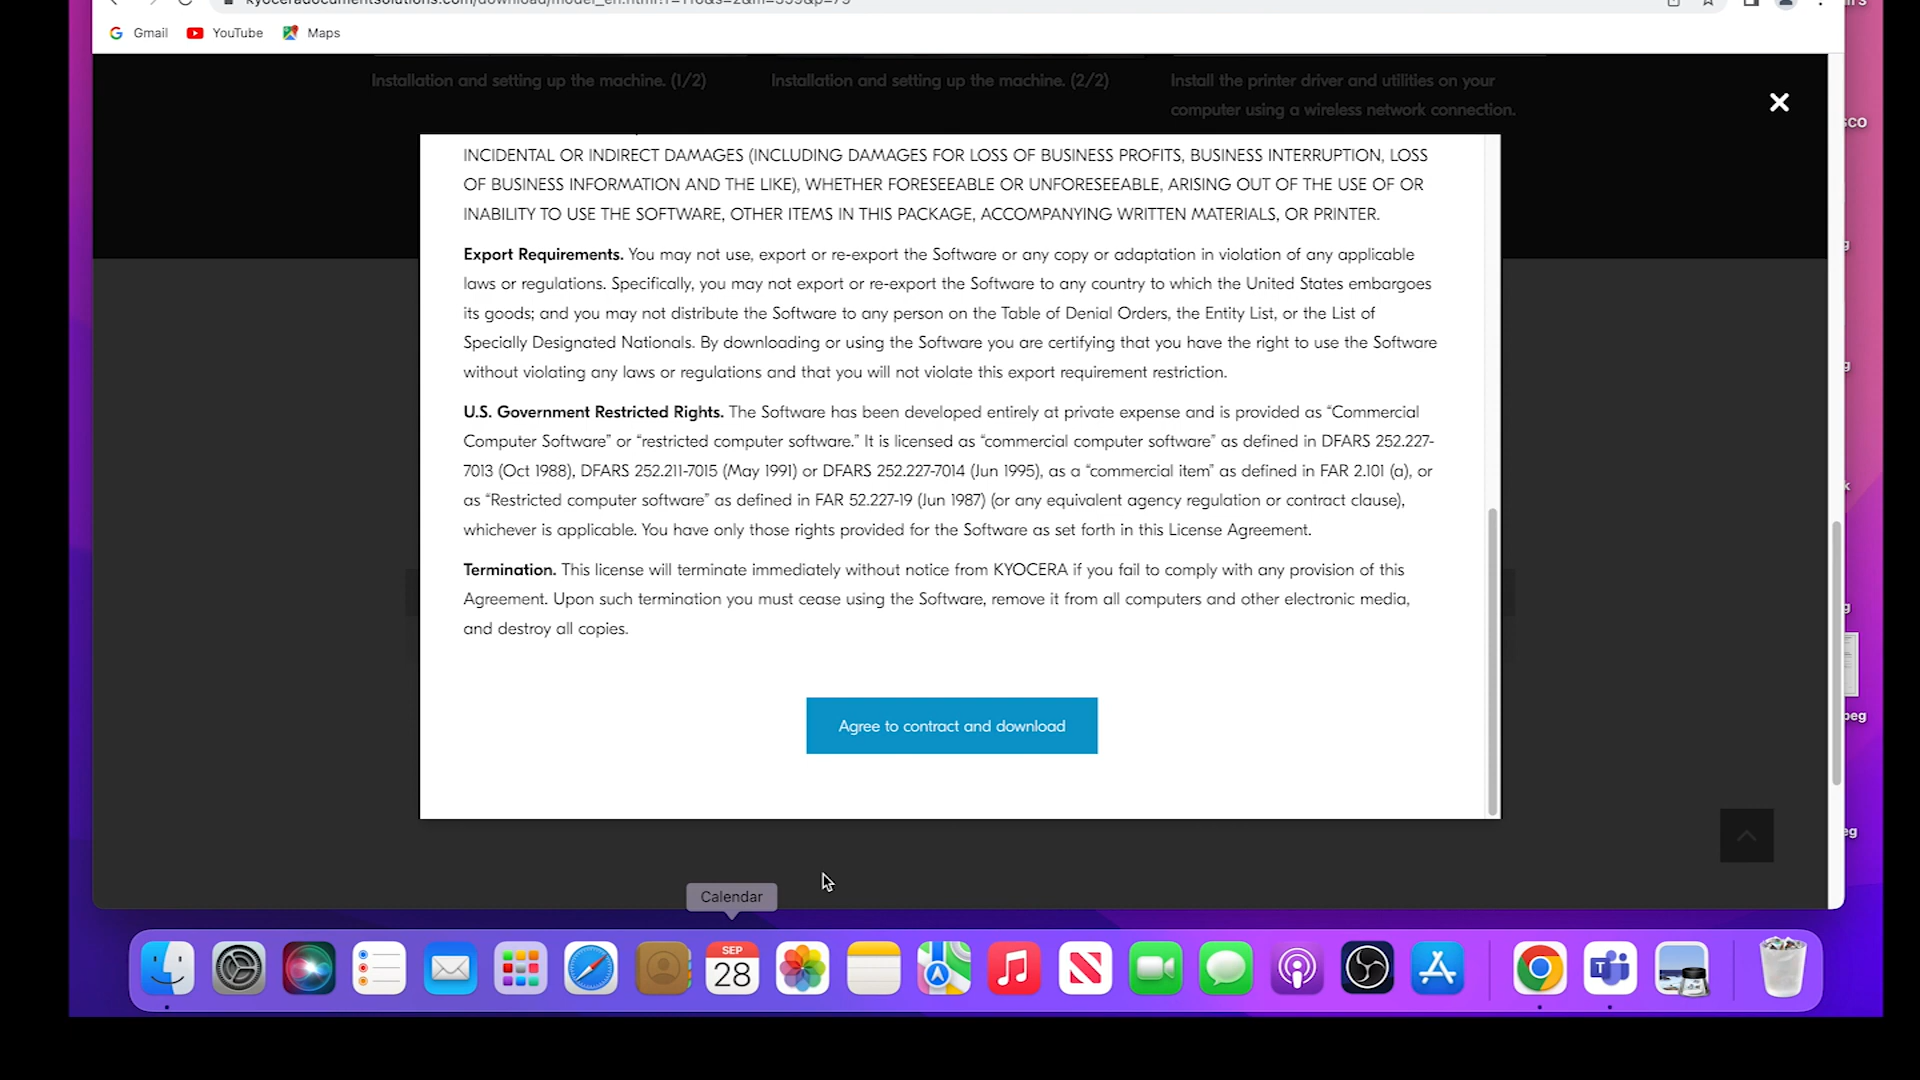 kyoceradocumentsolutions.com/download/model_en.html?r=118&s=2&m=339&p=75
Gmail YouTube Maps
Installation and setting up the machine. (1/2)
Installation and setting up the machine. (2/2)
Install the printer driver and utilities on your
computer using a wireless network connection.
INCIDENTAL OR INDIRECT DAMAGES (INCLUDING DAMAGES FOR LOSS OF BUSINESS PROFITS, BUSINESS INTERRUPTION, LOSS
OF BUSINESS INFORMATION AND THE LIKE), WHETHER FORESEEABLE OR UNFORESEEABLE, ARISING OUT OF THE USE OF OR
INABILITY TO USE THE SOFTWARE, OTHER ITEMS IN THIS PACKAGE, ACCOMPANYING WRITTEN MATERIALS, OR PRINTER.
Export Requirements. You may not use, export or re-export the Software or any copy or adaptation in violation of any applicable
laws or regulations. Specifically, you may not export or re-export the Software to any country to which the United States embargoes
its goods; and you may not distribute the Software to any person on the Table of Denial Orders, the Entity List, or the List of
Specially Designated Nationals. By downloading or using the Software you are certifying that you have the right to use the Software
without violating any laws or regulations and that you will not violate this export requirement restriction.
U.S. Government Restricted Rights. The Software has been developed entirely at private expense and is provided as “Commercial
Computer Software” or “restricted computer software.” It is licensed as “commercial computer software” as defined in DFARS 252.227-
7013 (Oct 1988), DFARS 252.211-7015 (May 1991) or DFARS 252.227-7014 (Jun 1995), as a “commercial item” as defined in FAR 2.101 (a), or
as “Restricted computer software” as defined in FAR 52.227-19 (Jun 1987) (or any equivalent agency regulation or contract clause),
whichever is applicable. You have only those rights provided for the Software as set forth in this License Agreement.
Termination. This license will terminate immediately without notice from KYOCERA if you fail to comply with any provision of this
Agreement. Upon such termination you must cease using the Software, remove it from all computers and other electronic media,
and destroy all copies.
Agree to contract and download
Calendar
SEP
28